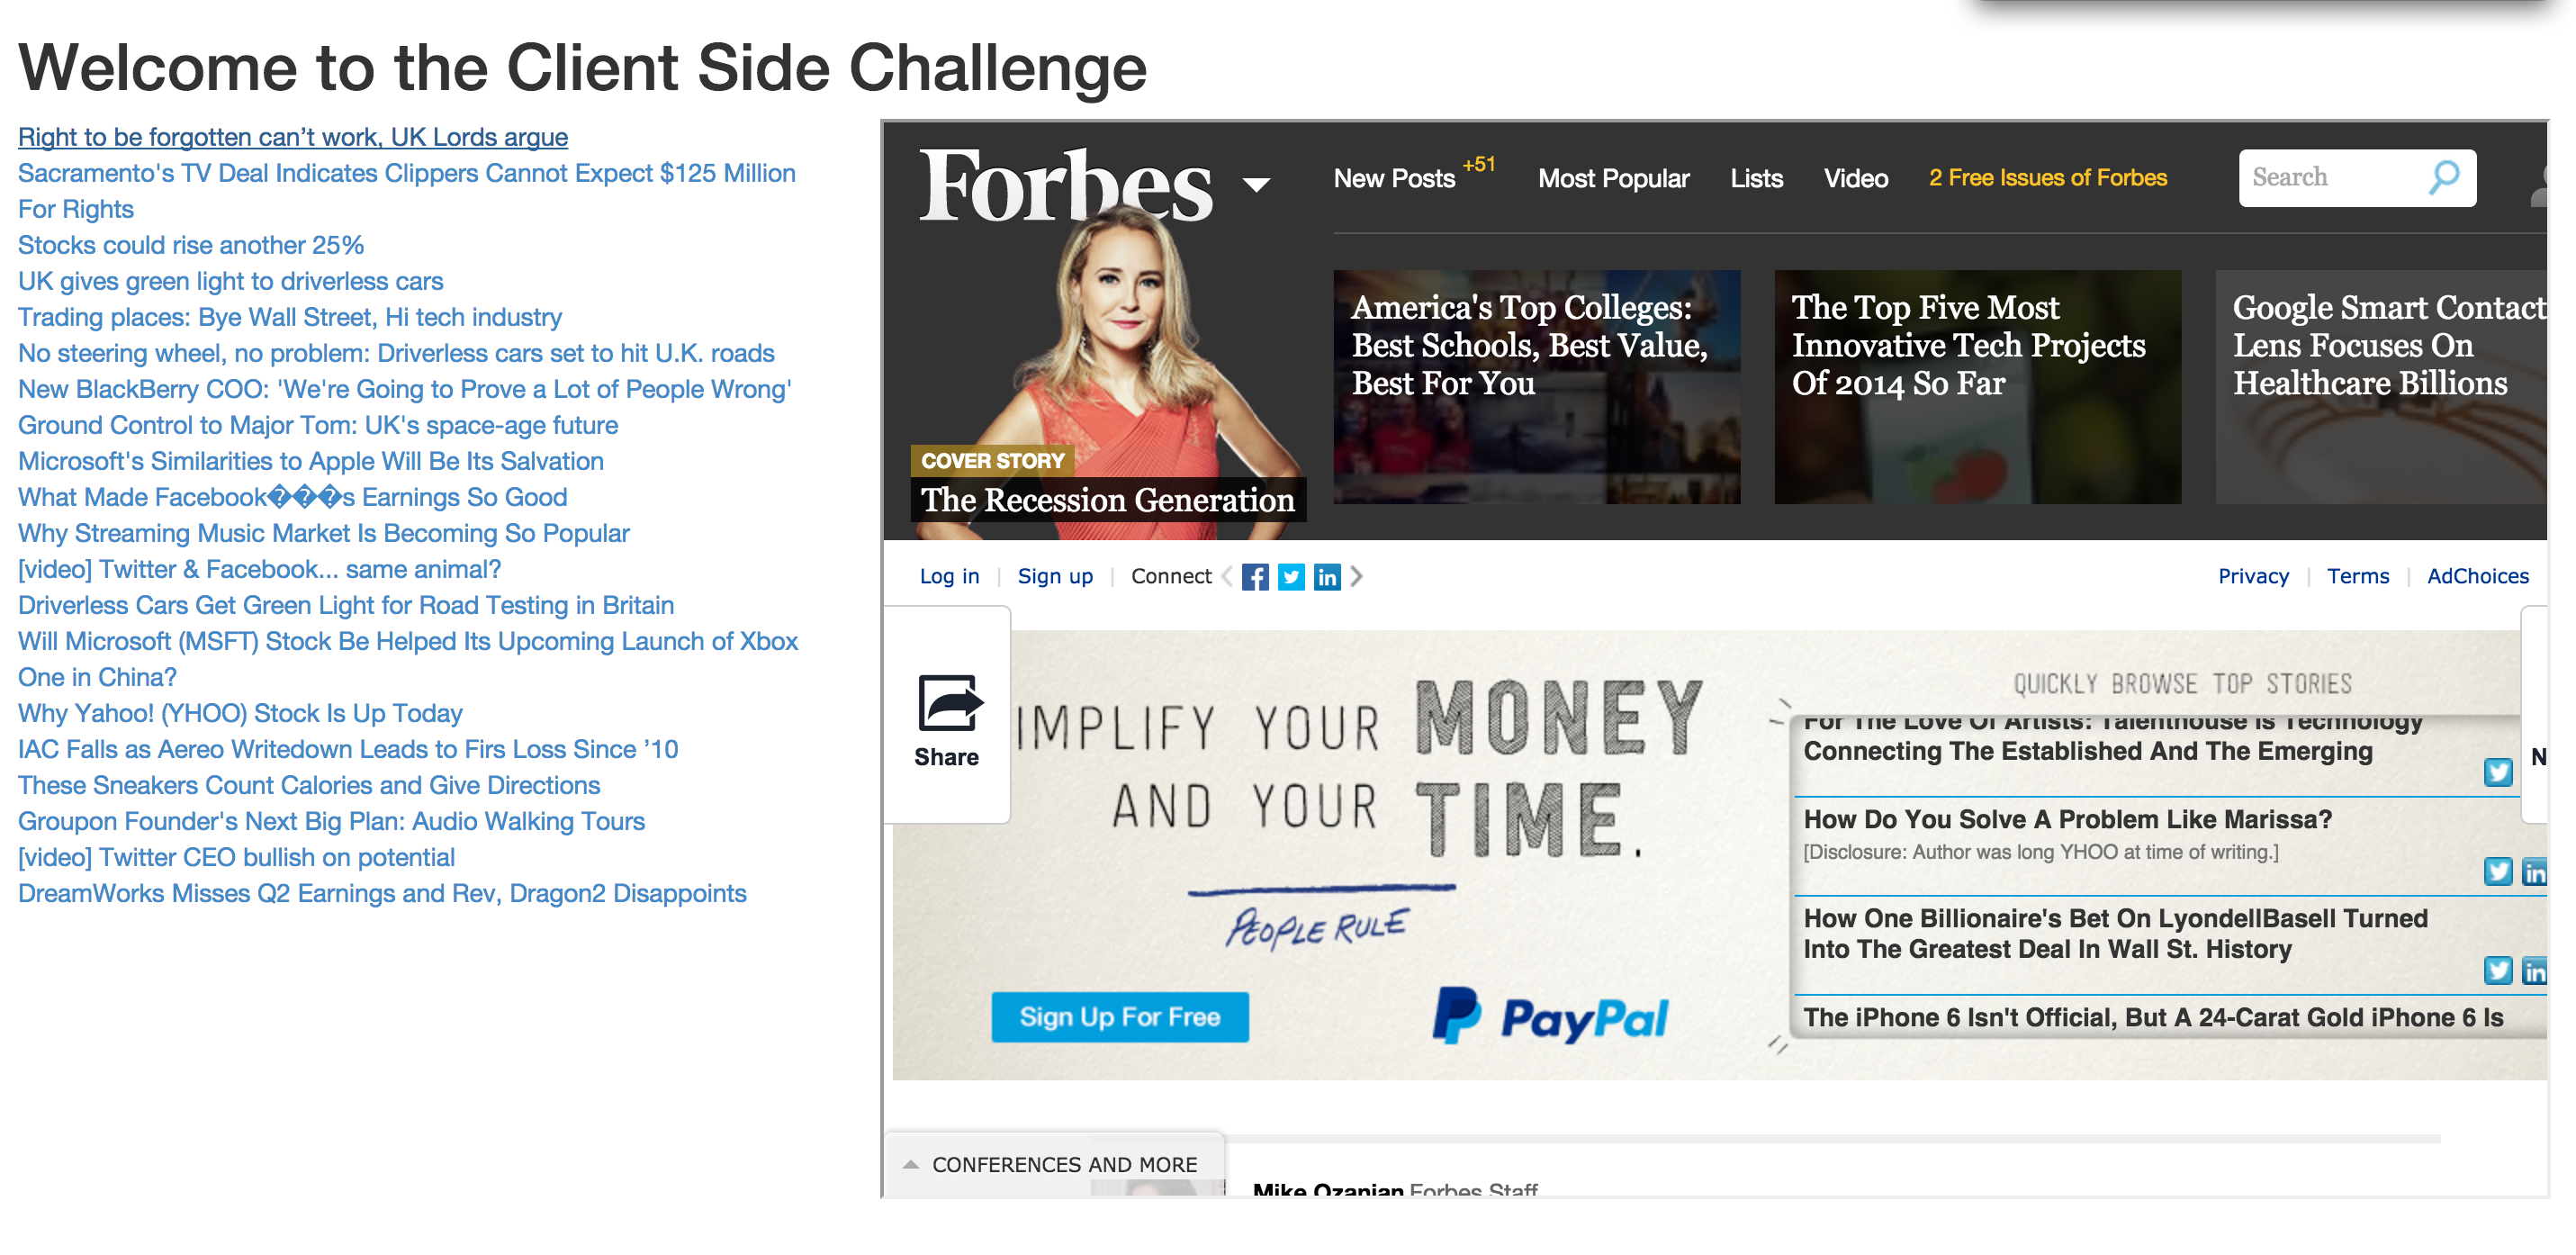 Welcome to the Client Side Challenge
Right to be forgotten can’t work, UK Lords argue
Sacramento's TV Deal Indicates Clippers Cannot Expect $125 Million
For Rights
Stocks could rise another 25%
UK gives green light to driverless cars
Trading places: Bye Wall Street, Hi tech industry
No steering wheel, no problem: Driverless cars set to hit U.K. roads
New BlackBerry COO: 'We're Going to Prove a Lot of People Wrong'
Ground Control to Major Tom: UK's space-age future
Microsoft's Similarities to Apple Will Be Its Salvation
What Made Facebook���s Earnings So Good
Why Streaming Music Market Is Becoming So Popular
[video] Twitter & Facebook... same animal?
Driverless Cars Get Green Light for Road Testing in Britain
Will Microsoft (MSFT) Stock Be Helped Its Upcoming Launch of Xbox
One in China?
Why Yahoo! (YHOO) Stock Is Up Today
IAC Falls as Aereo Writedown Leads to Firs Loss Since ’10
These Sneakers Count Calories and Give Directions
Groupon Founder's Next Big Plan: Audio Walking Tours
[video] Twitter CEO bullish on potential
DreamWorks Misses Q2 Earnings and Rev, Dragon2 Disappoints
Forbes
New Posts +51 Most Popular Lists Video 2 Free Issues of Forbes Search
COVER STORY
The Recession Generation
America's Top Colleges:
Best Schools, Best Value,
Best For You
The Top Five Most
Innovative Tech Projects
Of 2014 So Far
Google Smart Contact
Lens Focuses On
Healthcare Billions
Log in Sign up Connect
Privacy Terms AdChoices
Share
IMPLIFY YOUR MONEY
AND YOUR TIME.
PEOPLE RULE
Sign Up For Free
PayPal
QUICKLY BROWSE TOP STORIES
For The Love Of Artists: Talenthouse Is Technology
Connecting The Established And The Emerging
How Do You Solve A Problem Like Marissa?
[Disclosure: Author was long YHOO at time of writing.]
How One Billionaire's Bet On LyondellBasell Turned
Into The Greatest Deal In Wall St. History
The iPhone 6 Isn't Official, But A 24-Carat Gold iPhone 6 Is
N
CONFERENCES AND MORE
Mike Ozanian Forbes Staff